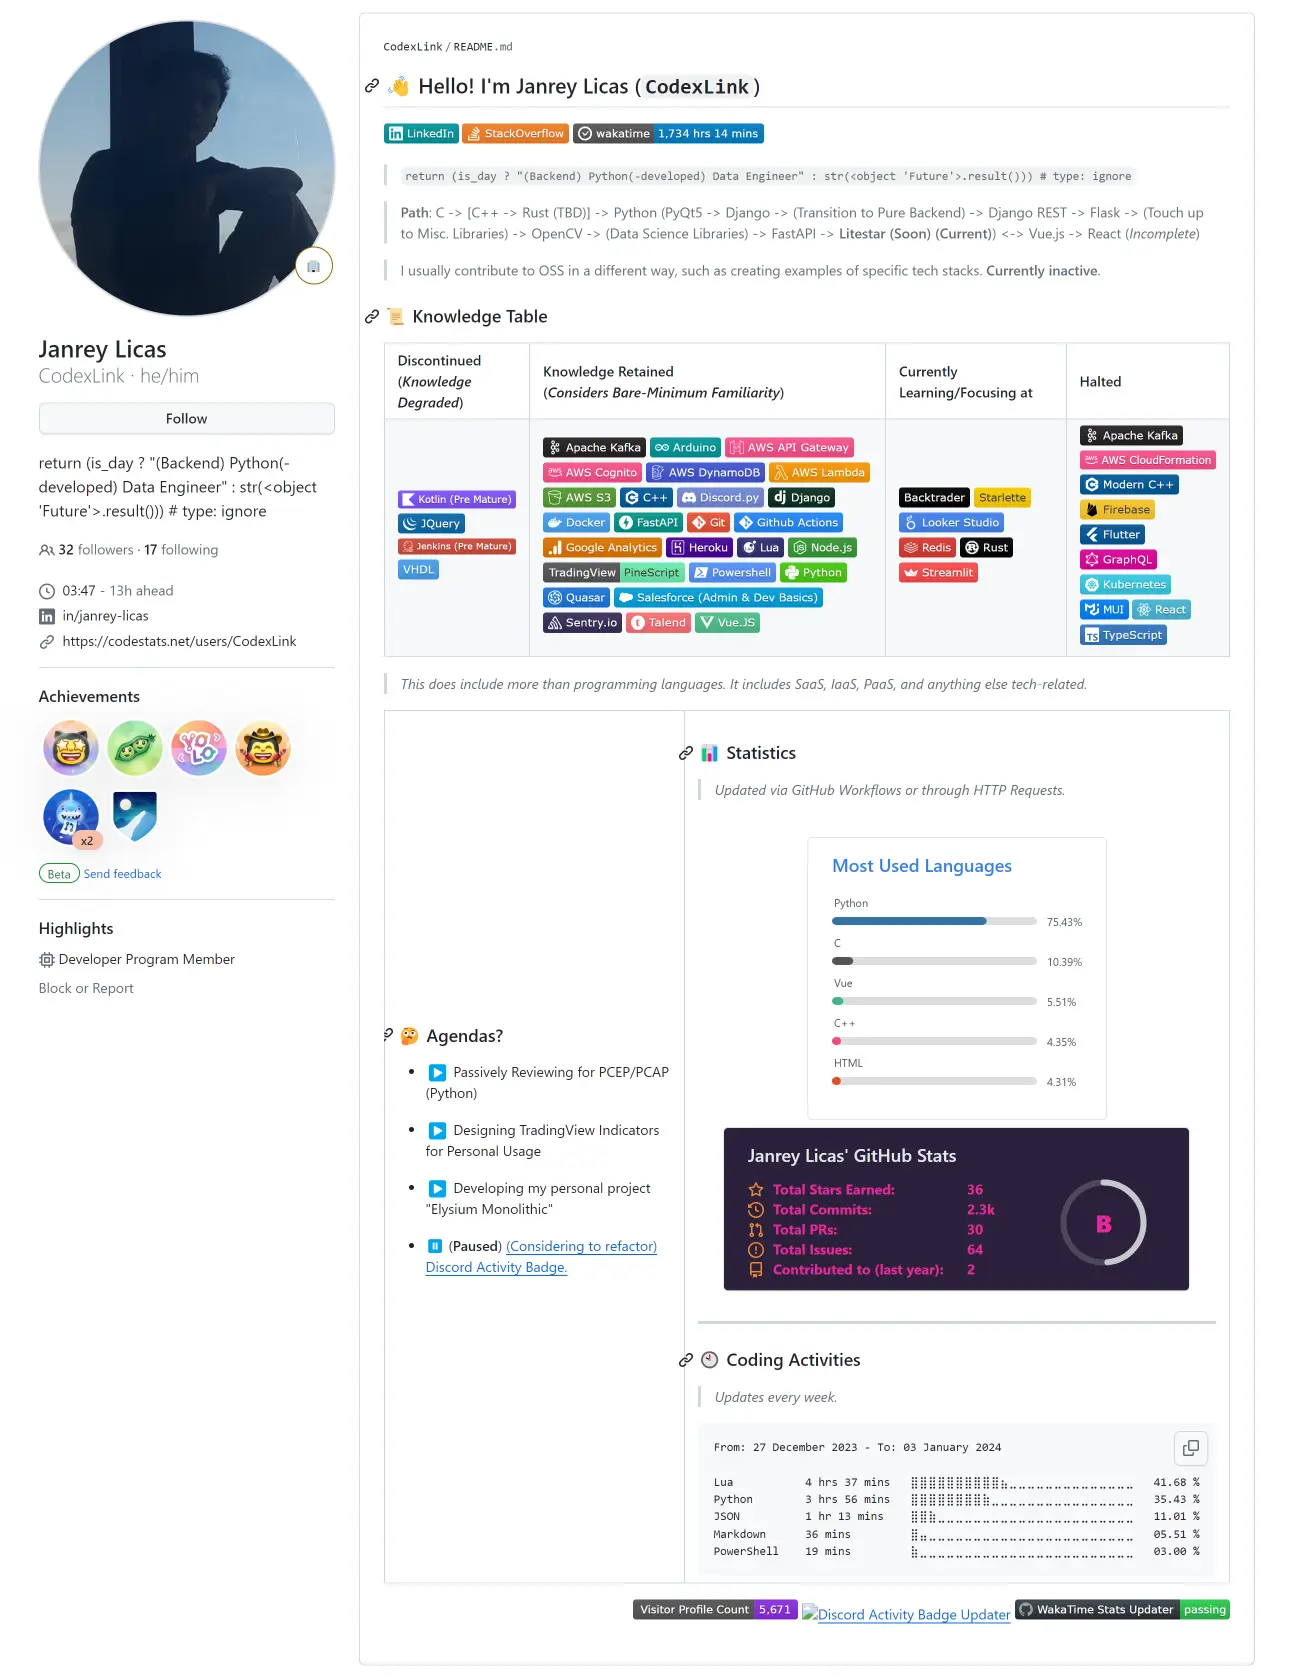 Janrey Licas
CodexLink · he/him
Follow
return (is_day ? "(Backend) Python(-
developed) Data Engineer" : str(<object
'Future'>.result())) # type: ignore
32 followers · 17 following
03:47 - 13h ahead
in/janrey-licas
https://codestats.net/users/CodexLink
Achievements
YOLO
x2
Beta Send feedback
Highlights
Developer Program Member
Block or Report
CodexLink / README.md
👋 Hello! I'm Janrey Licas ( CodexLink )
LinkedIn StackOverflow wakatime 1,734 hrs 14 mins
return (is_day ? "(Backend) Python(-developed) Data Engineer" : str(<object 'Future'>.result())) # type: ignore
Path: C -> [C++ -> Rust (TBD)] -> Python (PyQt5 -> Django -> (Transition to Pure Backend) -> Django REST -> Flask -> (Touch up
to Misc. Libraries) -> OpenCV -> (Data Science Libraries) -> FastAPI -> Litestar (Soon) (Current)) <-> Vue.js -> React (Incomplete)
I usually contribute to OSS in a different way, such as creating examples of specific tech stacks. Currently inactive.
📜 Knowledge Table
Discontinued
(Knowledge
Degraded)
Knowledge Retained
(Considers Bare-Minimum Familiarity)
Currently
Learning/Focusing at
Halted
Kotlin (Pre Mature)
JQuery
Jenkins (Pre Mature)
VHDL
Apache Kafka Arduino AWS API Gateway
AWS Cognito AWS DynamoDB AWS Lambda
AWS S3 C++ Discord.py Django
Docker FastAPI Git Github Actions
Google Analytics Heroku Lua Node.js
TradingView PineScript Powershell Python
Quasar Salesforce (Admin & Dev Basics)
Sentry.io Talend Vue.JS
Backtrader Starlette
Looker Studio
Redis Rust
Streamlit
Apache Kafka
AWS CloudFormation
Modern C++
Firebase
Flutter
GraphQL
Kubernetes
MUI React
TypeScript
This does include more than programming languages. It includes SaaS, IaaS, PaaS, and anything else tech-related.
🤔 Agendas?
• ▶️ Passively Reviewing for PCEP/PCAP
(Python)
• ▶️ Designing TradingView Indicators
for Personal Usage
• ▶️ Developing my personal project
"Elysium Monolithic"
• ⏸️ (Paused) (Considering to refactor)
Discord Activity Badge.
📊 Statistics
Updated via GitHub Workflows or through HTTP Requests.
Most Used Languages
Python
75.43%
C
10.39%
Vue
5.51%
C++
4.35%
HTML
4.31%
Janrey Licas' GitHub Stats
Total Stars Earned: 36
Total Commits: 2.3k
Total PRs: 30
Total Issues: 64
Contributed to (last year): 2
B
🕙 Coding Activities
Updates every week.
From: 27 December 2023 - To: 03 January 2024
Lua 4 hrs 37 mins 41.68 %
Python 3 hrs 56 mins 35.43 %
JSON 1 hr 13 mins 11.01 %
Markdown 36 mins 05.51 %
PowerShell 19 mins 03.00 %
Visitor Profile Count 5,671 Discord Activity Badge Updater WakaTime Stats Updater passing